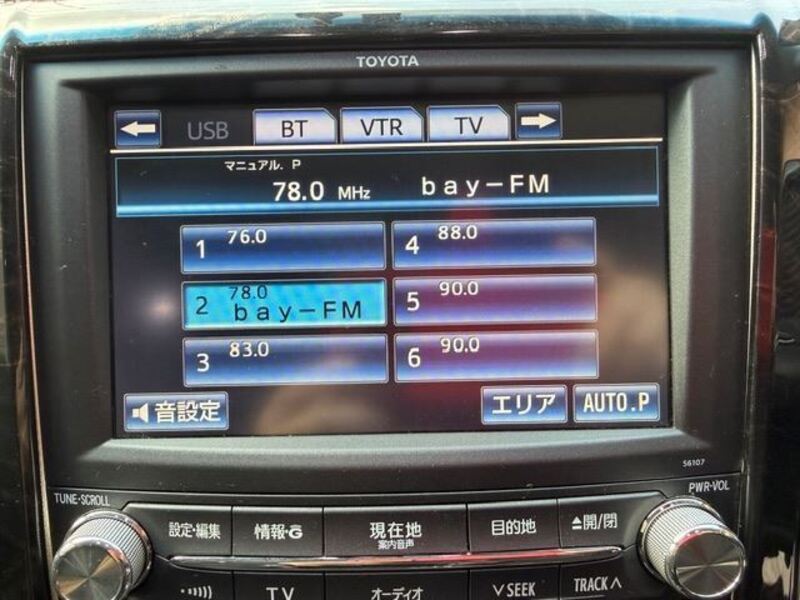 TOYOTA
USB BT VTR TV
マニュアル. P
78.0 MHz bay-FM
1 76.0
2 78.0 bay-FM
3 83.0
4 88.0
5 90.0
6 90.0
音設定 エリア AUTO.P
56107
TUNE･SCROLL
PWR･VOL
設定･編集 情報･G 現在地 目的地 ≜開/閉
案内音声
TV オーディオ ∨SEEK TRACK∧